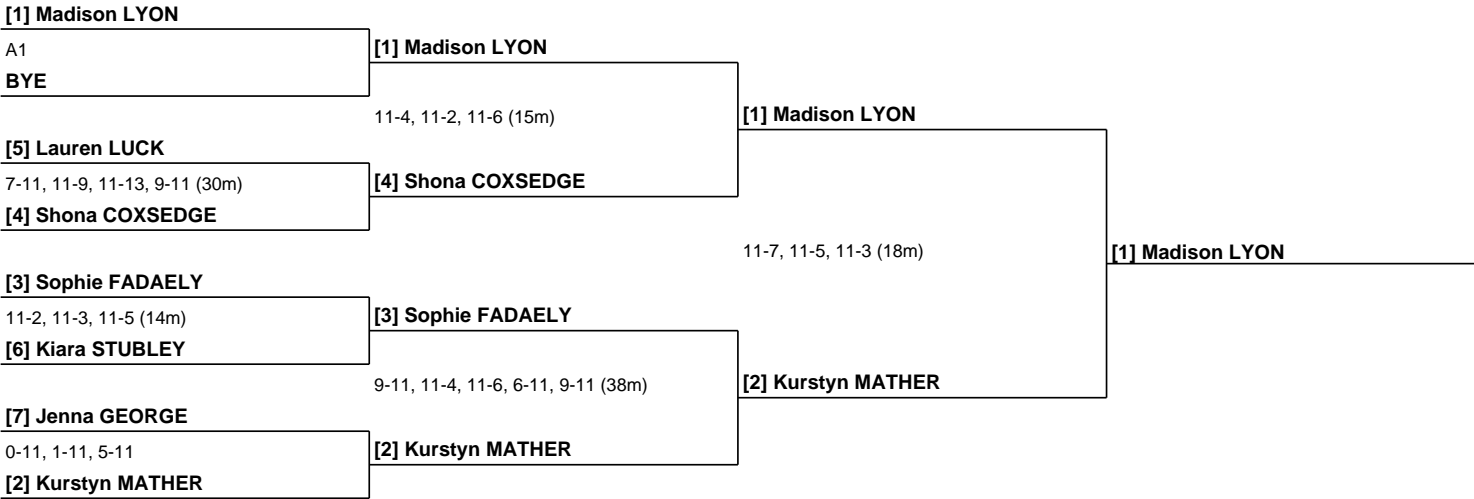 [1] Madison LYON
A1
BYE
[5] Lauren LUCK
7-11, 11-9, 11-13, 9-11 (30m)
[4] Shona COXSEDGE
[3] Sophie FADAELY
11-2, 11-3, 11-5 (14m)
[6] Kiara STUBLEY
[7] Jenna GEORGE
0-11, 1-11, 5-11
[2] Kurstyn MATHER
[1] Madison LYON
11-4, 11-2, 11-6 (15m)
[4] Shona COXSEDGE
[3] Sophie FADAELY
9-11, 11-4, 11-6, 6-11, 9-11 (38m)
[2] Kurstyn MATHER
[1] Madison LYON
11-7, 11-5, 11-3 (18m)
[2] Kurstyn MATHER
[1] Madison LYON